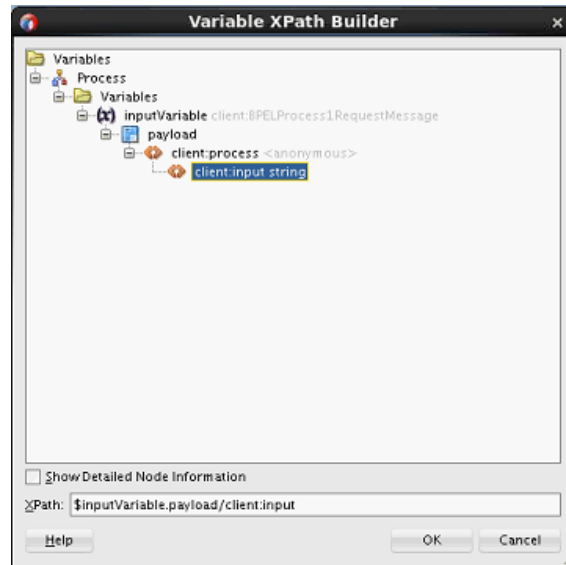 Variable XPath Builder
Variables
Process
Variables
inputVariable client:BPELProcess1RequestMessage
payload
client:process <anonymous>
client:input string
Show Detailed Node Information
XPath: $inputVariable.payload/client:input
Help OK Cancel